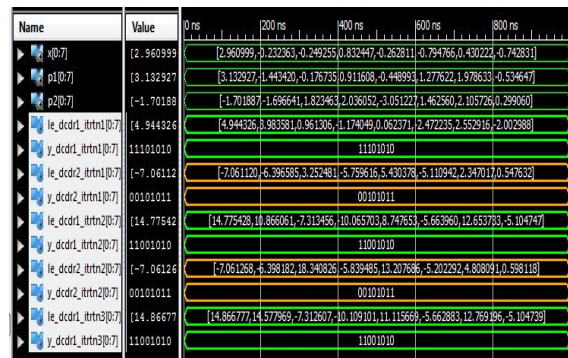 Name Value 0 ns 200 ns 400 ns 600 ns 800 ns
x[0:7] [2.960999 [2.960999,-0.232363,-0.249255,0.832447,-0.262811,-0.794766,0.430222,-0.742831]
p1[0:7] [3.132927 [3.132927,-1.443420,-0.176735,0.911608,-0.448993,1.277622,1.978633,-0.534647]
p2[0:7] [-1.70188 [-1.701887,-1.696641,1.823463,2.036052,-3.051227,1.462560,2.105726,0.299060]
le_dcdr1_itrtn1[0:7] [4.944326 [4.944326,3.983581,0.961306,-1.174049,0.062371,-2.472235,2.552916,-2.002988]
y_dcdr1_itrtn1[0:7] 11101010 11101010
le_dcdr2_itrtn1[0:7] [-7.06112 [-7.061120,-6.396585,3.252481,-5.759616,5.430378,-5.110942,2.347017,0.547632]
y_dcdr2_itrtn1[0:7] 00101011 00101011
le_dcdr1_itrtn2[0:7] [14.77542 [14.775428,10.866061,-7.313456,-10.065703,8.747653,-5.663960,12.653733,-5.104747]
y_dcdr1_itrtn2[0:7] 11001010 11001010
le_dcdr2_itrtn2[0:7] [-7.06126 [-7.061268,-6.398182,18.340826,-5.839485,13.207686,-5.202292,4.808091,0.598118]
y_dcdr2_itrtn2[0:7] 00101011 00101011
le_dcdr1_itrtn3[0:7] [14.86677 [14.866777,14.577969,-7.312607,-10.109101,11.115669,-5.662883,12.769196,-5.104739]
y_dcdr1_itrtn3[0:7] 11001010 11001010